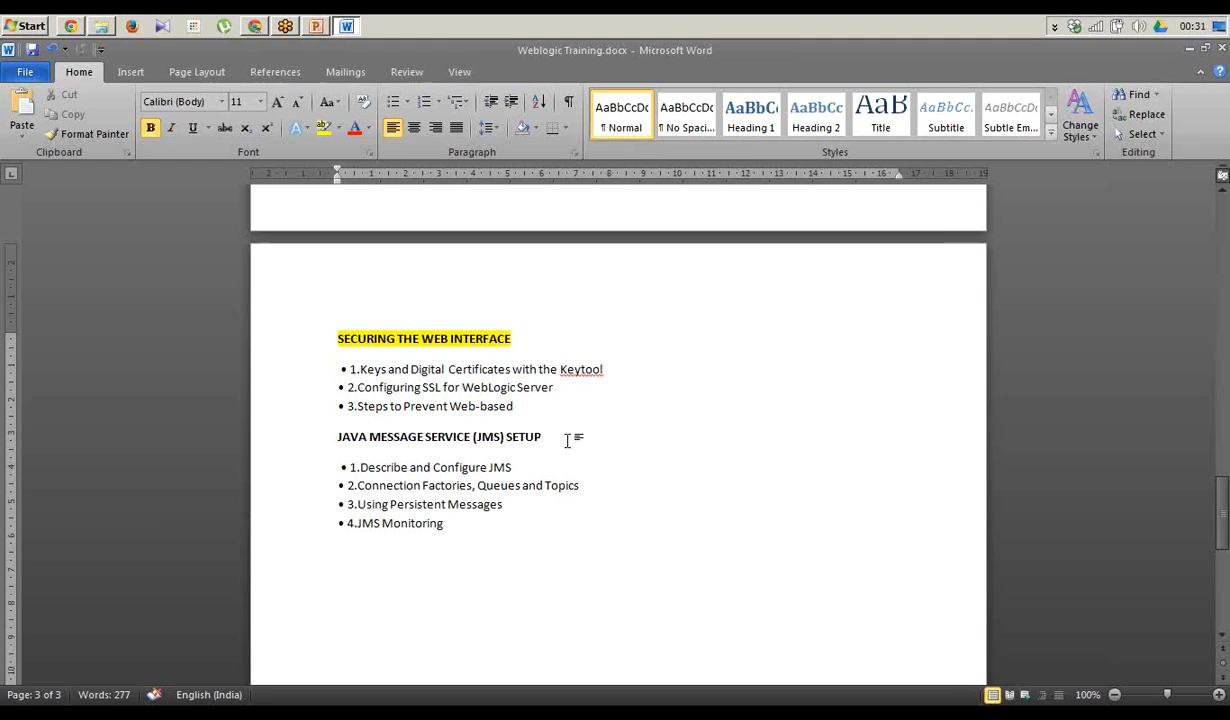 Start
00:31
Weblogic Training.docx - Microsoft Word
File Home Insert Page Layout References Mailings Review View
Paste
Cut
Copy
Format Painter
Clipboard
Calibri (Body) 11
Font
Paragraph
AaBbCcDc AaBbCcDc AaBbC AaBbCc AaB AaBbCc. AaBbCcDc
¶ Normal ¶ No Spaci... Heading 1 Heading 2 Title Subtitle Subtle Em...
Change Styles
Styles
Find
Replace
Select
Editing
SECURING THE WEB INTERFACE
• 1.Keys and Digital Certificates with the Keytool
• 2.Configuring SSL for WebLogic Server
• 3.Steps to Prevent Web-based
JAVA MESSAGE SERVICE (JMS) SETUP
• 1.Describe and Configure JMS
• 2.Connection Factories, Queues and Topics
• 3.Using Persistent Messages
• 4.JMS Monitoring
Page: 3 of 3 Words: 277 English (India) 100%